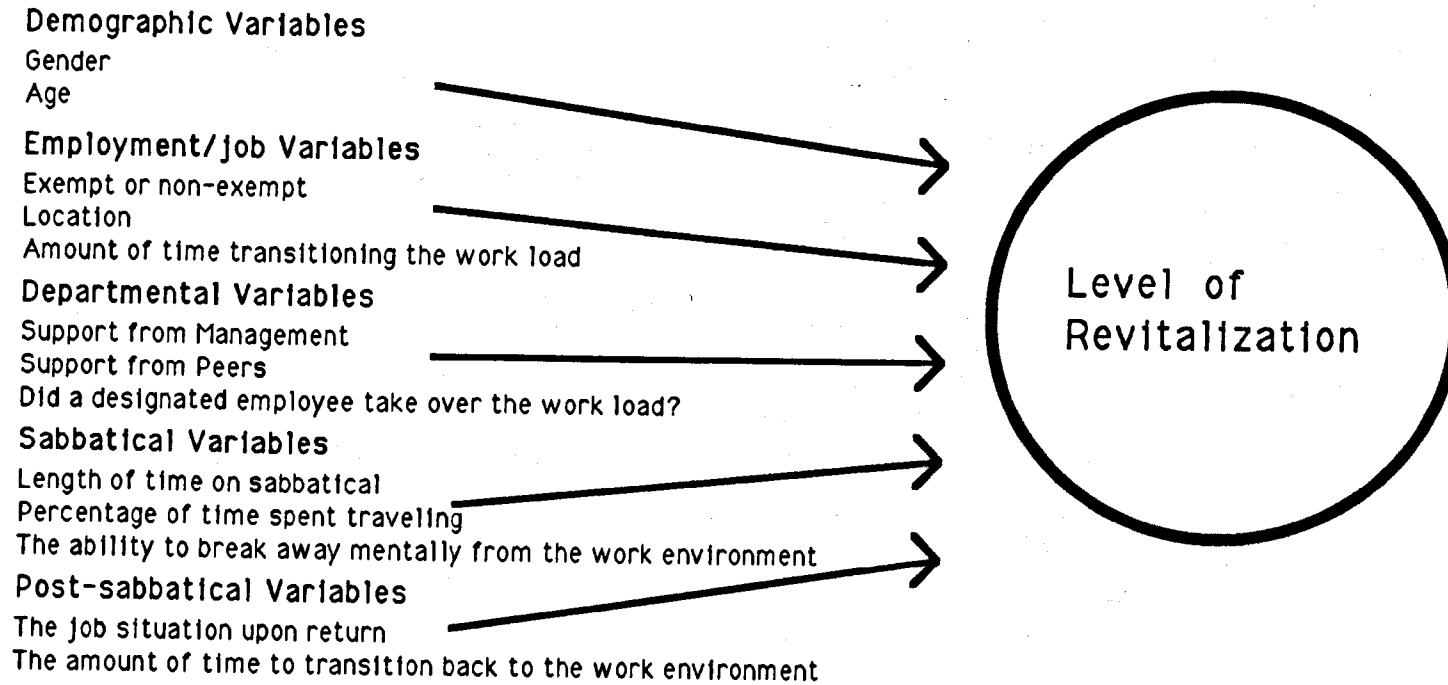 Demographic Variables
Gender
Age
Employment/job Variables
Exempt or non-exempt
Location
Amount of time transitioning the work load
Departmental Variables
Support from Management
Support from Peers
Did a designated employee take over the work load?
Sabbatical Variables
Length of time on sabbatical
Percentage of time spent traveling
The ability to break away mentally from the work environment
Post-sabbatical Variables
The job situation upon return
The amount of time to transition back to the work environment
Level of
Revitalization